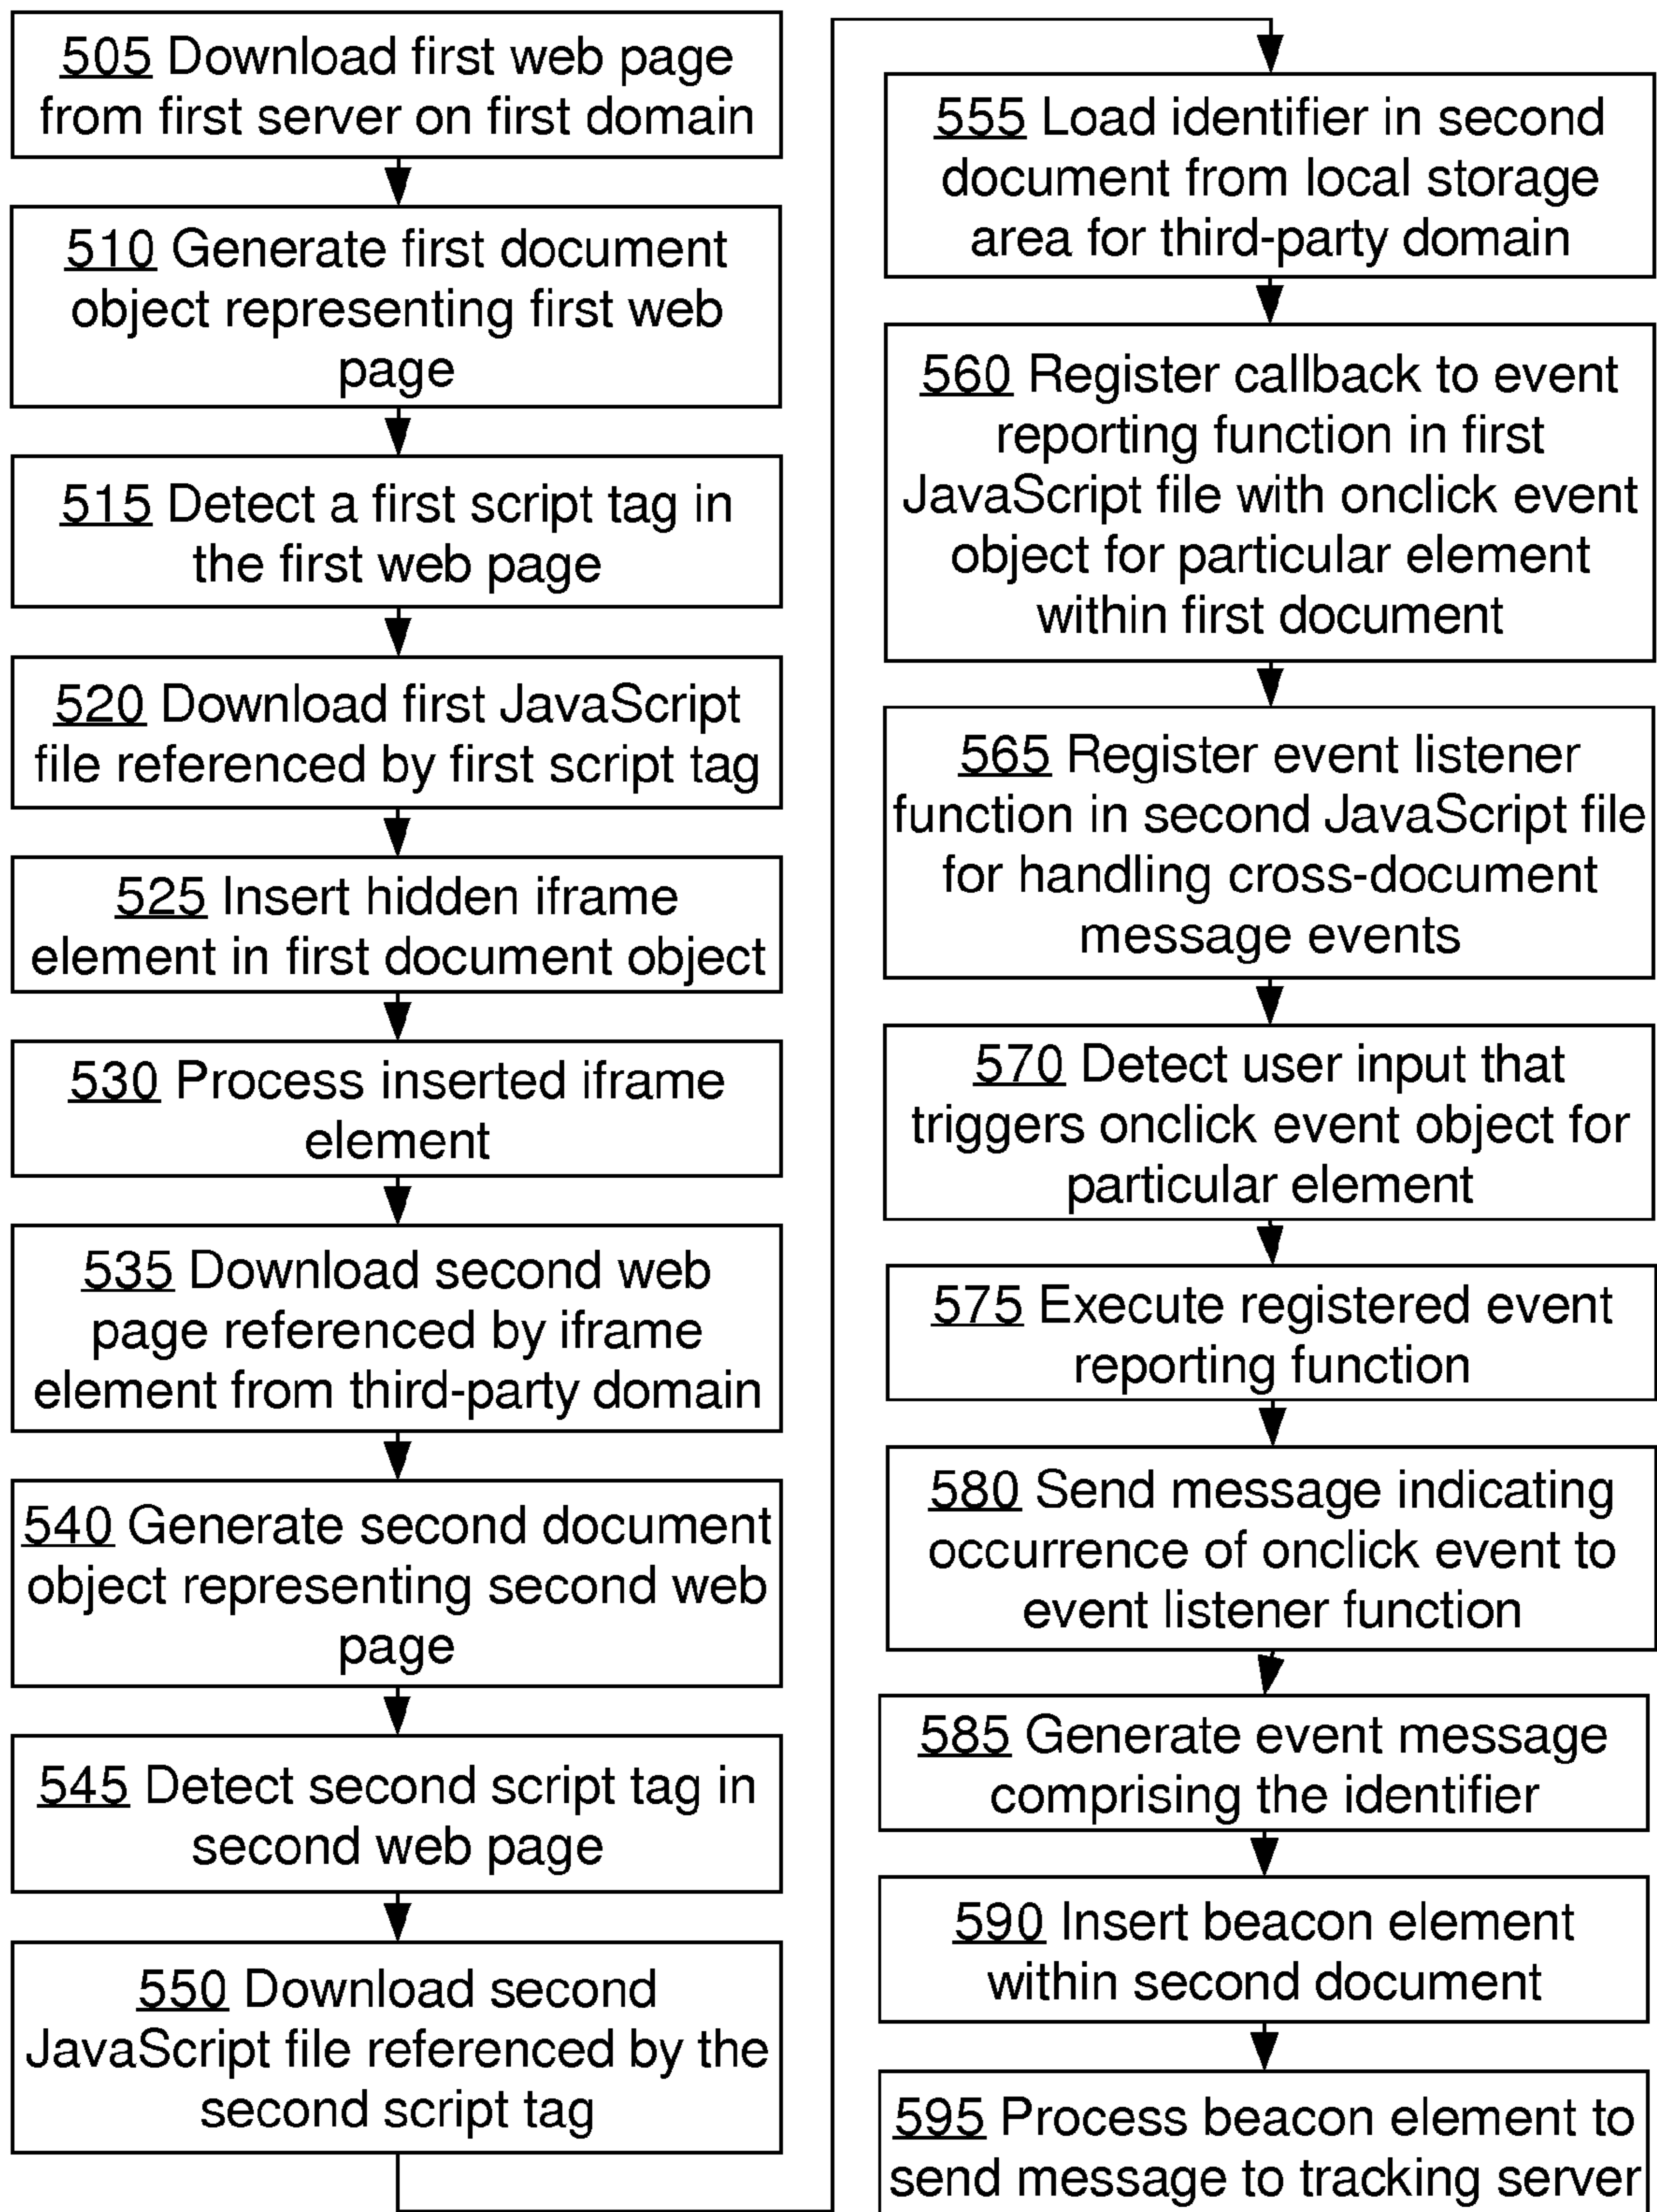 505 Download first web page
from first server on first domain
510 Generate first document
object representing first web
page
515 Detect a first script tag in
the first web page
520 Download first JavaScript
file referenced by first script tag
525 Insert hidden iframe
element in first document object
530 Process inserted iframe
element
535 Download second web
page referenced by iframe
element from third-party domain
540 Generate second document
object representing second web
page
545 Detect second script tag in
second web page
550 Download second
JavaScript file referenced by the
second script tag
555 Load identifier in second
document from local storage
area for third-party domain
560 Register callback to event
reporting function in first
JavaScript file with onclick event
object for particular element
within first document
565 Register event listener
function in second JavaScript file
for handling cross-document
message events
570 Detect user input that
triggers onclick event object for
particular element
575 Execute registered event
reporting function
580 Send message indicating
occurrence of onclick event to
event listener function
585 Generate event message
comprising the identifier
590 Insert beacon element
within second document
595 Process beacon element to
send message to tracking server